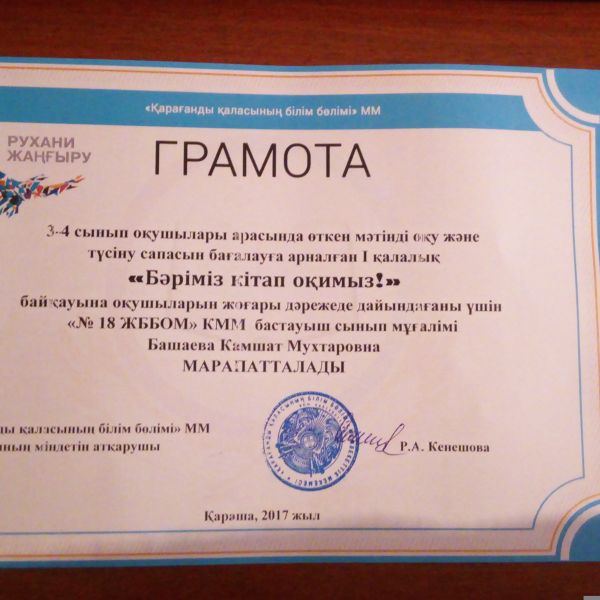 «Қарағанды қаласының білім бөлімі» ММ
РУХАНИ
ЖАҢҒЫРУ
ГРАМОТА
3-4 сынып оқушылары арасында өткен мәтінді оқу және
түсіну сапасын бағалауға арналған І қалалық
«Бәріміз кітап оқимыз!»
байқауына оқушыларын жоғары дәрежеде дайындағаны үшін
«№ 18 ЖББОМ» КММ бастауыш сынып мұғалімі
Башаева Камшат Мухтаровна
МАРАПАТТАЛАДЫ
қаласының білім бөлімі» ММ
міндетін атқарушы
Р.А. Кенешова
Қараша, 2017 жыл